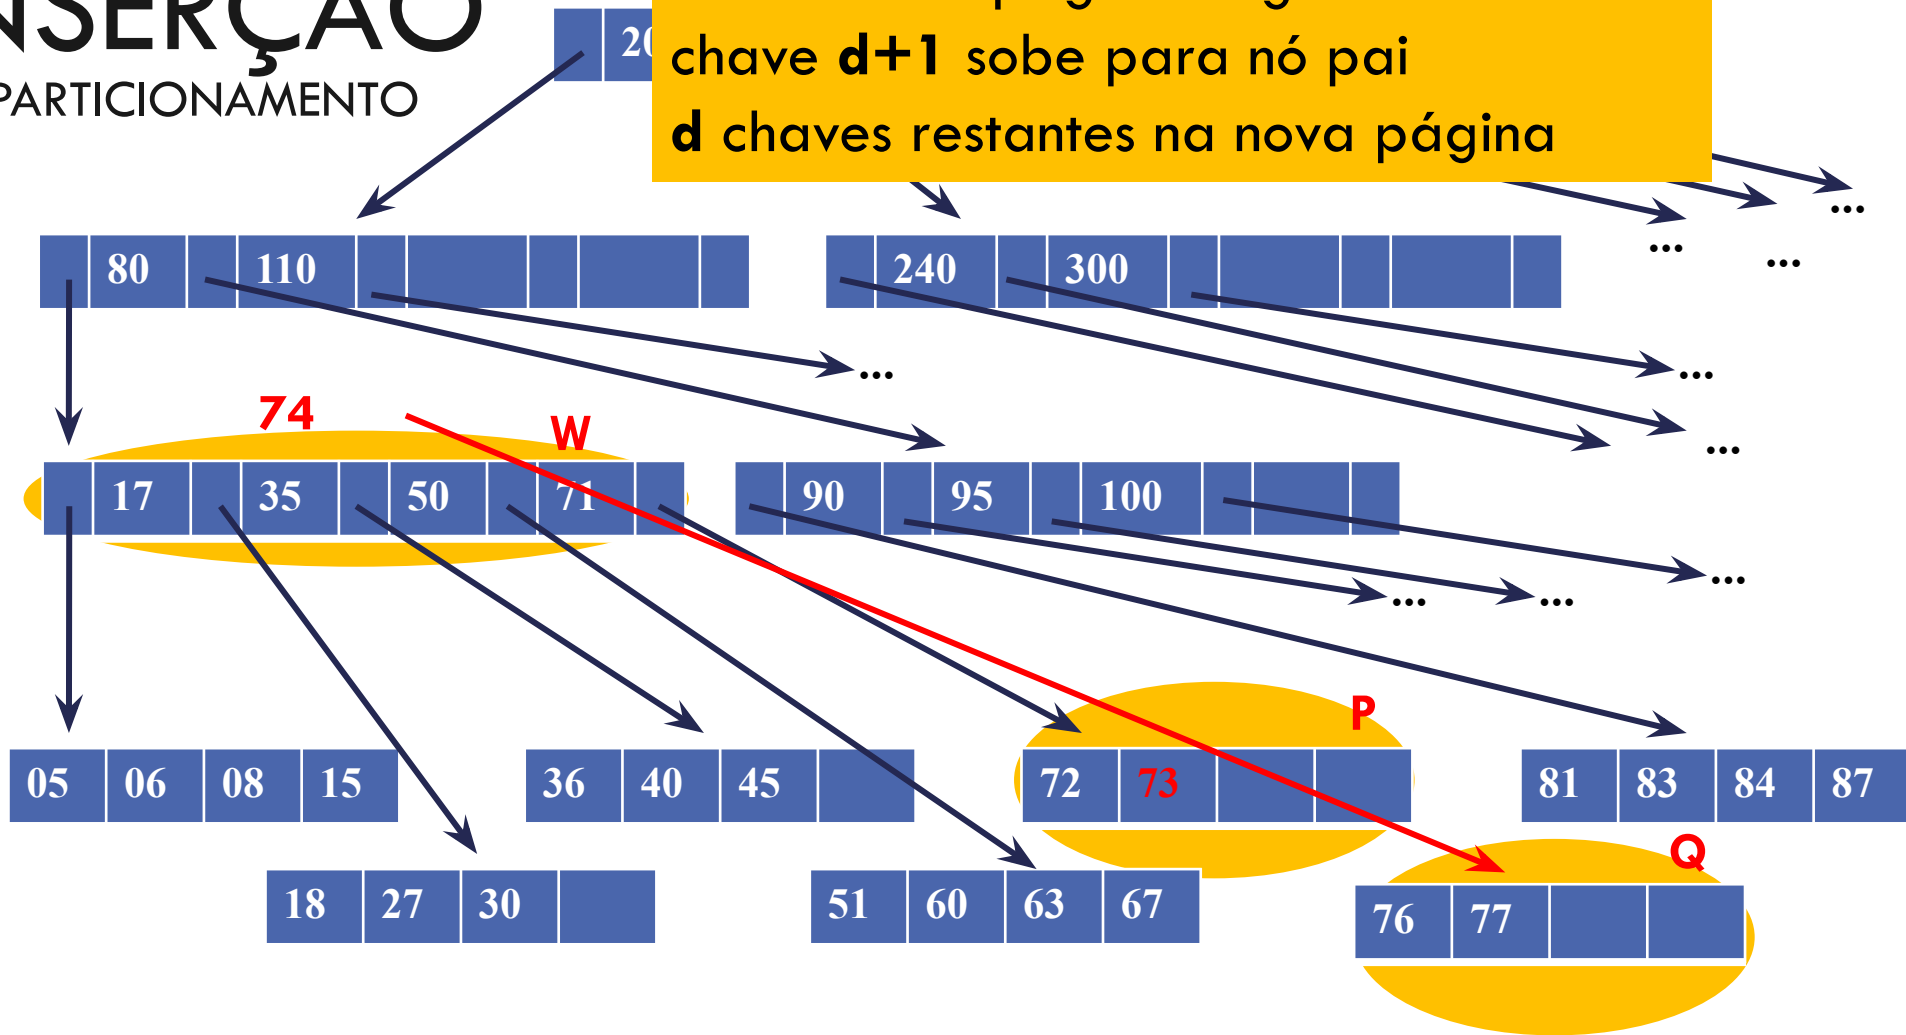 NSERÇÃO
PARTICIONAMENTO
20
chave d+1 sobe para nó pai
d chaves restantes na nova página
...
... ...
80 110
240 300
... ...
74 W
...
17 35 50 71
90 95 100
...
... ...
P
05 06 08 15
36 40 45
72 73
81 83 84 87
Q
18 27 30
51 60 63 67
76 77